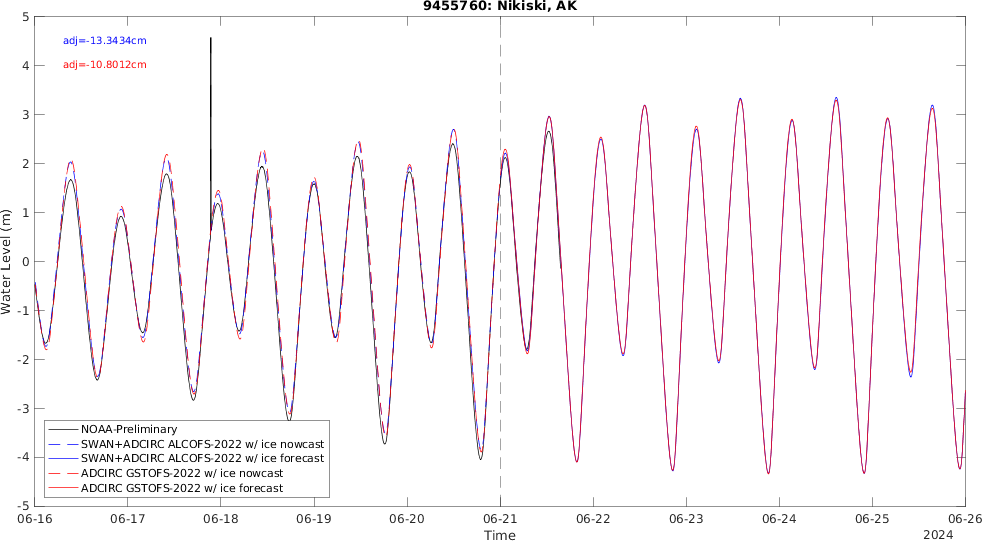 9455760: Nikiski, AK
adj=-13.3434cm
adj=-10.8012cm
Water Level (m)
5
4
3
2
1
0
-1
-2
-3
-4
-5
NOAA-Preliminary
SWAN+ADCIRC ALCOFS-2022 w/ ice nowcast
SWAN+ADCIRC ALCOFS-2022 w/ ice forecast
ADCIRC GSTOFS-2022 w/ ice nowcast
ADCIRC GSTOFS-2022 w/ ice forecast
06-16 06-17 06-18 06-19 06-20 06-21 06-22 06-23 06-24 06-25 06-26
Time
2024